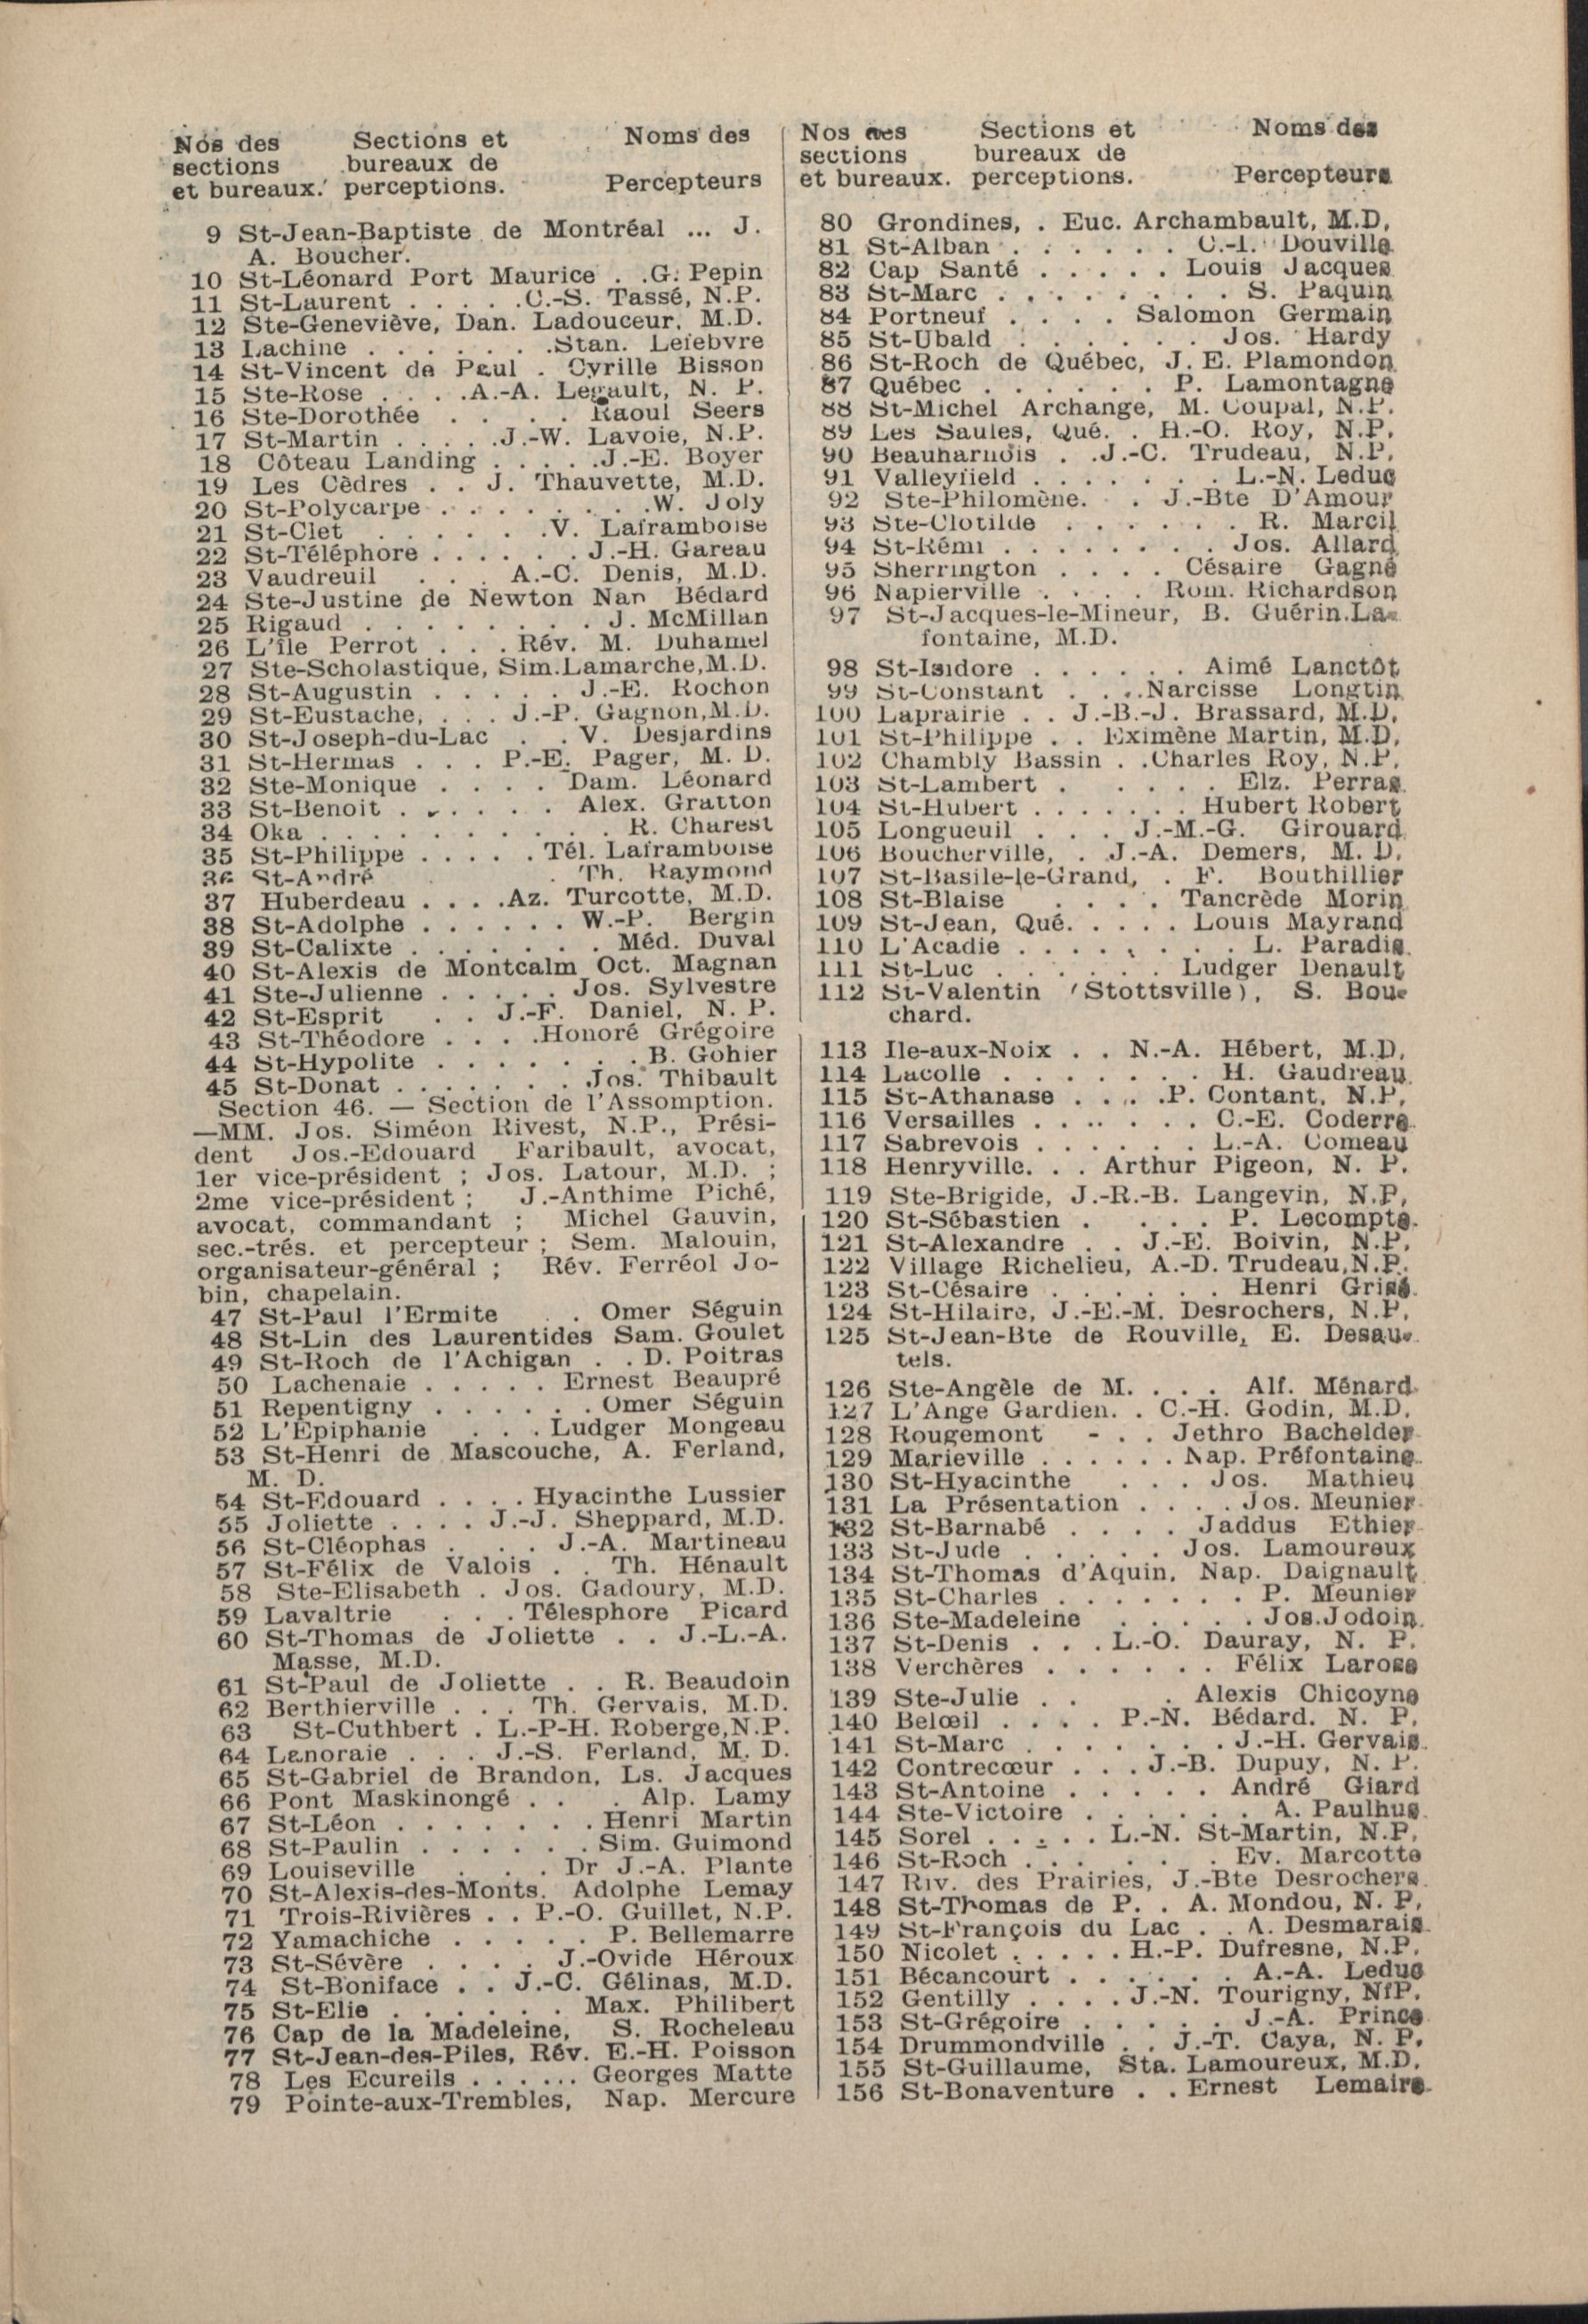 Nos des Sections et Noms des
sections bureaux de
et bureaux. perceptions. Percepteurs
9 St-Jean-Baptiste de Montréal ... J.
A. Boucher.
10 St-Léonard Port Maurice . .G. Pepin
11 St-Laurent . . . . .C.-S. Tassé, N.P.
12 Ste-Geneviève, Dan. Ladouceur, M.D.
13 Lachine . . . . . . .Stan. Lefebvre
14 St-Vincent de Paul . Cyrille Bisson
15 Ste-Rose . . . .A.-A. Legault, N. P.
16 Ste-Dorothée . . . . Raoul Seers
17 St-Martin . . . . .J.-W. Lavoie, N.P.
18 Côteau Landing . . . . .J.-E. Boyer
19 Les Cèdres . . J. Thauvette, M.D.
20 St-Polycarpe . . . . . . . .W. Joly
21 St-Clet . . . . . .V. Laframboise
22 St-Téléphore . . . . . . J.-H. Gareau
23 Vaudreuil . . . A.-C. Denis, M.D.
24 Ste-Justine de Newton Nar Bédard
25 Rigaud . . . . . . . . J. McMillan
26 L'île Perrot . . . Rév. M. Duhamel
27 Ste-Scholastique, Sim.Lamarche,M.D.
28 St-Augustin . . . . . J.-E. Rochon
29 St-Eustache, . . . J.-P. Gagnon,M.D.
30 St-Joseph-du-Lac . . V. Desjardins
31 St-Hermas . . . P.-E. Pager, M. D.
32 Ste-Monique . . . . Dam. Léonard
33 St-Benoit . . . . . . Alex. Gratton
34 Oka . . . . . . . . . . R. Charest
35 St-Philippe . . . . . Tél. Laframboise
36 St-André . Th. Raymond
37 Huberdeau . . . .Az. Turcotte, M.D.
38 St-Adolphe . . . . . . W.-P. Bergin
39 St-Calixte . . . . . . . Méd. Duval
40 St-Alexis de Montcalm Oct. Magnan
41 Ste-Julienne . . . . . Jos. Sylvestre
42 St-Esprit . . J.-F. Daniel, N. P.
43 St-Théodore . . . .Honoré Grégoire
44 St-Hypolite . . . . . . . B. Gohier
45 St-Donat . . . . . . . Jos. Thibault
Section 46. — Section de l'Assomption.
—MM. Jos. Siméon Rivest, N.P., Prési-
dent Jos.-Edouard Faribault, avocat,
1er vice-président ; Jos. Latour, M.D. ;
2me vice-président ; J.-Anthime Piché,
avocat, commandant ; Michel Gauvin,
sec.-trés. et percepteur ; Sem. Malouin,
organisateur-général ; Rév. Ferréol Jo-
bin, chapelain.
47 St-Paul l'Ermite . . Omer Séguin
48 St-Lin des Laurentides Sam. Goulet
49 St-Roch de l'Achigan . . D. Poitras
50 Lachenaie . . . . . Ernest Beaupré
51 Repentigny . . . . . . Omer Séguin
52 L'Epiphanie . . . Ludger Mongeau
53 St-Henri de Mascouche, A. Ferland,
M. D.
54 St-Edouard . . . . Hyacinthe Lussier
55 Joliette . . . . J.-J. Sheppard, M.D.
56 St-Cléophas . . . J.-A. Martineau
57 St-Félix de Valois . . Th. Hénault
58 Ste-Elisabeth . Jos. Gadoury, M.D.
59 Lavaltrie . . . Télesphore Picard
60 St-Thomas de Joliette . . J.-L.-A.
Masse, M.D.
61 St-Paul de Joliette . . R. Beaudoin
62 Berthierville . . . Th. Gervais, M.D.
63 St-Cuthbert . L.-P-H. Roberge,N.P.
64 Lanoraie . . . J.-S. Ferland, M. D.
65 St-Gabriel de Brandon, Ls. Jacques
66 Pont Maskinongé . . . Alp. Lamy
67 St-Léon . . . . . . . Henri Martin
68 St-Paulin . . . . . . Sim. Guimond
69 Louiseville . . . Dr J.-A. Plante
70 St-Alexis-des-Monts. Adolphe Lemay
71 Trois-Rivières . . P.-O. Guillet, N.P.
72 Yamachiche . . . . . P. Bellemarre
73 St-Sévère . . . . J.-Ovide Héroux
74 St-Boniface . . J.-C. Gélinas, M.D.
75 St-Elie . . . . . . Max. Philibert
76 Cap de la Madeleine, S. Rocheleau
77 St-Jean-des-Piles, Rév. E.-H. Poisson
78 Les Ecureils . . . ... Georges Matte
79 Pointe-aux-Trembles, Nap. Mercure
Nos des Sections et Noms des
sections bureaux de
et bureaux. perceptions. Percepteurs
80 Grondines, . Euc. Archambault, M.D.
81 St-Alban . . . . . . C.-I. Douville
82 Cap Santé . . . . . Louis Jacques
83 St-Marc . . . . . . . . S. Paquin
84 Portneuf . . . . Salomon Germain
85 St-Ubald . . . . . . Jos. Hardy
86 St-Roch de Québec, J. E. Plamondon
87 Québec . . . . . . P. Lamontagne
88 St-Michel Archange, M. Coupal, N.P.
89 Les Saules, Qué. . H.-O. Roy, N.P.
90 Beauharnois . .J.-C. Trudeau, N.P.
91 Valleyfield . . . . . . . L.-N. Leduc
92 Ste-Philomène. . . J.-Bte D'Amour
93 Ste-Clotilde . . . . . . R. Marcil
94 St-Rémi . . . . . . . . Jos. Allard
95 Sherrington . . . . Césaire Gagné
96 Napierville . . . . Rom. Richardson
97 St-Jacques-le-Mineur, B. Guérin.La-
fontaine, M.D.
98 St-Isidore . . . . . . Aimé Lanctôt
99 St-Constant . . ..Narcisse Longtin
100 Laprairie . . J.-B.-J. Brassard, M.D.
101 St-Philippe . . Eximène Martin, M.D.
102 Chambly Bassin . .Charles Roy, N.P.
103 St-Lambert . . . . . Elz. Perras
104 St-Hubert . . . . . . . Hubert Robert
105 Longueuil . . . J.-M.-G. Girouard
106 Boucherville, . J.-A. Demers, M. D.
107 St-Basile-le-Grand, . F. Bouthillier
108 St-Blaise . . . . Tancrède Morin
109 St-Jean, Qué. . . . . Louis Mayrand
110 L'Acadie . . . . . . . . L. Paradis
111 St-Luc . . . . . . Ludger Denault
112 St-Valentin (Stottsville), S. Bou-
chard.
113 Ile-aux-Noix . . N.-A. Hébert, M.D.
114 Lacolle . . . . . . . H. Gaudreau
115 St-Athanase . . . .P. Contant, N.P.
116 Versailles . . . . . . . C.-E. Coderre
117 Sabrevois . . . . . . L.-A. Comeau
118 Henryville. . . Arthur Pigeon, N. P.
119 Ste-Brigide, J.-R.-B. Langevin, N.P.
120 St-Sébastien . . . . P. Lecompte
121 St-Alexandre . . J.-E. Boivin, N.P.
122 Village Richelieu, A.-D. Trudeau,N.P.
123 St-Césaire . . . . . . Henri Grisé
124 St-Hilaire, J.-E.-M. Desrochers, N.P.
125 St-Jean-Bte de Rouville, E. Desau-
tels.
126 Ste-Angèle de M. . . . Alf. Ménard
127 L'Ange Gardien. . C.-H. Godin, M.D.
128 Rougemont - . . Jethro Bachelder
129 Marieville . . . . . . Nap. Préfontaine
130 St-Hyacinthe . . . Jos. Mathieu
131 La Présentation . . . . Jos. Meunier
132 St-Barnabé . . . . Jaddus Ethier
133 St-Jude . . . . . Jos. Lamoureux
134 St-Thomas d'Aquin, Nap. Daignault
135 St-Charles . . . . . . . P. Meunier
136 Ste-Madeleine . . . . . Jos.Jodoin
137 St-Denis . . . L.-O. Dauray, N. P.
138 Verchères . . . . . . Félix Larose
139 Ste-Julie . . . Alexis Chicoyne
140 Belœil . . . . P.-N. Bédard. N. P.
141 St-Marc . . . . . . . J.-H. Gervais
142 Contrecœur . . . J.-B. Dupuy, N. P.
143 St-Antoine . . . . . André Giard
144 Ste-Victoire . . . . . . A. Paulhus
145 Sorel . . . . . L.-N. St-Martin, N.P.
146 St-Roch . . . . . . . Ev. Marcotte
147 Riv. des Prairies, J.-Bte Desrochers
148 St-Thomas de P. . A. Mondou, N. P.
149 St-François du Lac . . A. Desmarais
150 Nicolet . . . . . H.-P. Dufresne, N.P.
151 Bécancourt . . . . . . A.-A. Leduc
152 Gentilly . . . . J.-N. Tourigny, NfP.
153 St-Grégoire . . . . . J.-A. Prince
154 Drummondville . . J.-T. Caya, N. P.
155 St-Guillaume, Sta. Lamoureux, M.D.
156 St-Bonaventure . . Ernest Lemaire